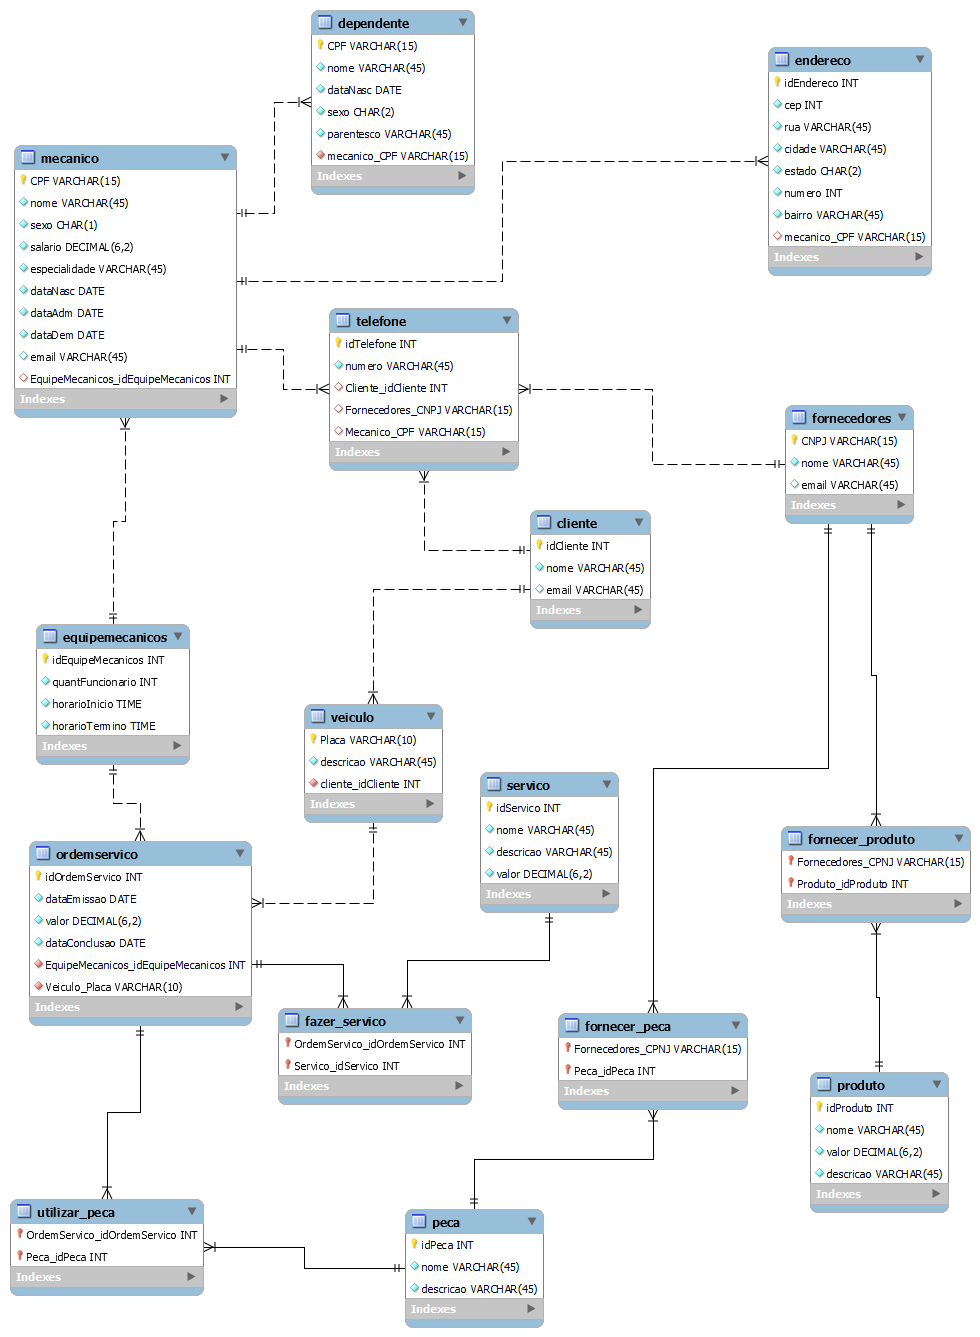 dependente
CPF VARCHAR(15)
nome VARCHAR(45)
dataNasc DATE
sexo CHAR(2)
parentesco VARCHAR(45)
mecanico_CPF VARCHAR(15)
Indexes
endereco
idEndereco INT
cep INT
rua VARCHAR(45)
cidade VARCHAR(45)
estado CHAR(2)
numero INT
bairro VARCHAR(45)
mecanico_CPF VARCHAR(15)
Indexes
mecanico
CPF VARCHAR(15)
nome VARCHAR(45)
sexo CHAR(1)
salario DECIMAL(6,2)
especialidade VARCHAR(45)
dataNasc DATE
dataAdm DATE
dataDem DATE
email VARCHAR(45)
EquipeMecanicos_idEquipeMecanicos INT
Indexes
telefone
idTelefone INT
numero VARCHAR(45)
Cliente_idCliente INT
Fornecedores_CNPJ VARCHAR(15)
Mecanico_CPF VARCHAR(15)
Indexes
fornecedores
CNPJ VARCHAR(15)
nome VARCHAR(45)
email VARCHAR(45)
Indexes
cliente
idCliente INT
nome VARCHAR(45)
email VARCHAR(45)
Indexes
equipemecanicos
idEquipeMecanicos INT
quantFuncionario INT
horarioInicio TIME
horarioTermino TIME
Indexes
veiculo
Placa VARCHAR(10)
descricao VARCHAR(45)
cliente_idCliente INT
Indexes
servico
idServico INT
nome VARCHAR(45)
descricao VARCHAR(45)
valor DECIMAL(6,2)
Indexes
fornecer_produto
Fornecedores_CPNJ VARCHAR(15)
Produto_idProduto INT
Indexes
ordemservico
idOrdemServico INT
dataEmissao DATE
valor DECIMAL(6,2)
dataConclusao DATE
EquipeMecanicos_idEquipeMecanicos INT
Veiculo_Placa VARCHAR(10)
Indexes
fazer_servico
OrdemServico_idOrdemServico INT
Servico_idServico INT
Indexes
fornecer_peca
Fornecedores_CPNJ VARCHAR(15)
Peca_idPeca INT
Indexes
produto
idProduto INT
nome VARCHAR(45)
valor DECIMAL(6,2)
descricao VARCHAR(45)
Indexes
utilizar_peca
OrdemServico_idOrdemServico INT
Peca_idPeca INT
Indexes
peca
idPeca INT
nome VARCHAR(45)
descricao VARCHAR(45)
Indexes